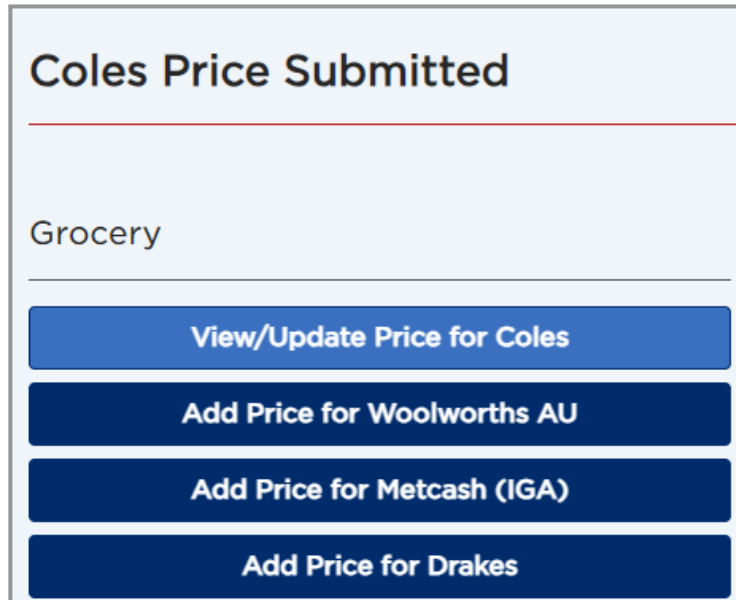 Coles Price Submitted
Grocery
View/Update Price for Coles
Add Price for Woolworths AU
Add Price for Metcash (IGA)
Add Price for Drakes